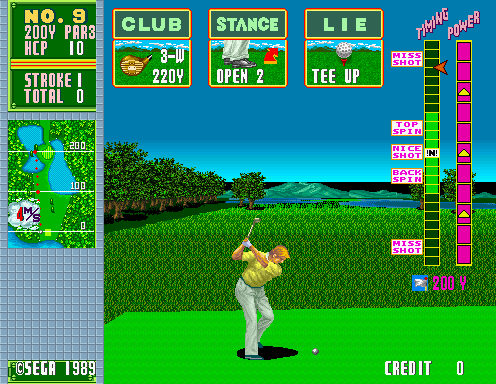 NO. 9
200Y PAR3
HCP 10
STROKE 1
TOTAL 0
CLUB
3-W
220Y
STANCE
OPEN 2
LIE
TEE UP
TIMING
POWER
MISS SHOT
TOP SPIN
NICE SHOT
!N!
BACK SPIN
MISS SHOT
200 Y
200
100
0
4 M/S
©SEGA 1989
CREDIT 0